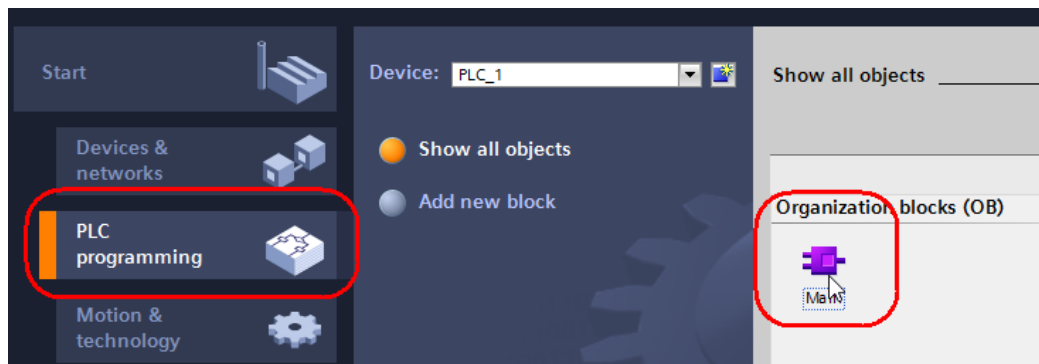 Start
Devices &
networks
PLC
programming
Motion &
technology
Device: PLC_1
Show all objects
Add new block
Show all objects
Organization blocks (OB)
Main